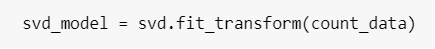 svd_model = svd.fit_transform(count_data)